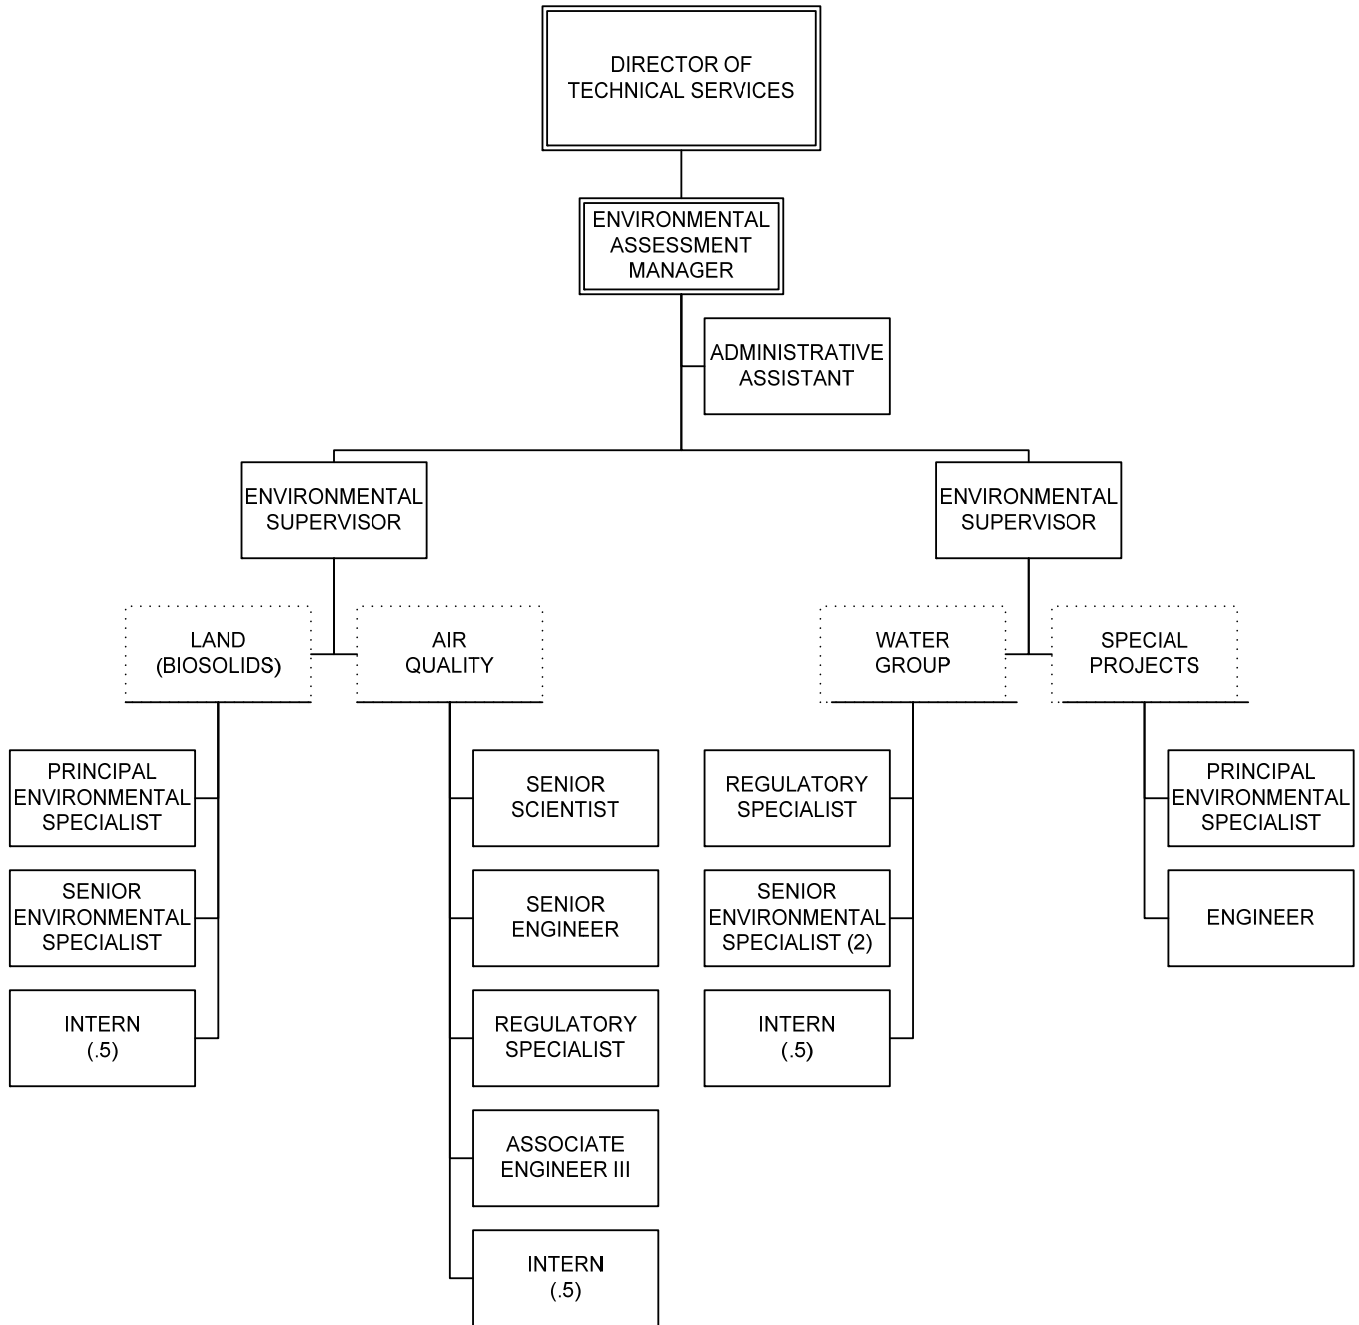 DIRECTOR OF
TECHNICAL SERVICES
ENVIRONMENTAL
ASSESSMENT
MANAGER
ADMINISTRATIVE
ASSISTANT
ENVIRONMENTAL
SUPERVISOR
ENVIRONMENTAL
SUPERVISOR
LAND
(BIOSOLIDS)
AIR
QUALITY
WATER
GROUP
SPECIAL
PROJECTS
PRINCIPAL
ENVIRONMENTAL
SPECIALIST
SENIOR
ENVIRONMENTAL
SPECIALIST
INTERN
(.5)
SENIOR
SCIENTIST
SENIOR
ENGINEER
REGULATORY
SPECIALIST
ASSOCIATE
ENGINEER III
INTERN
(.5)
REGULATORY
SPECIALIST
SENIOR
ENVIRONMENTAL
SPECIALIST (2)
INTERN
(.5)
PRINCIPAL
ENVIRONMENTAL
SPECIALIST
ENGINEER